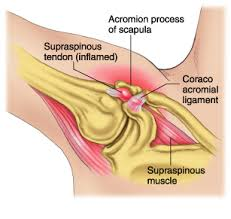 Acromion process
of scapula
Supraspinous
tendon (inflamed)
Coraco
acromial
ligament
Supraspinous
muscle